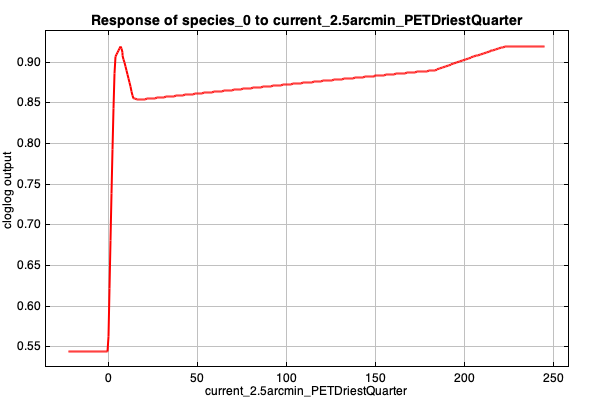 Response of species_0 to current_2.5arcmin_PETDriestQuarter
cloglog output
0.90
0.85
0.80
0.75
0.70
0.65
0.60
0.55
0 50 100 150 200 250
current_2.5arcmin_PETDriestQuarter